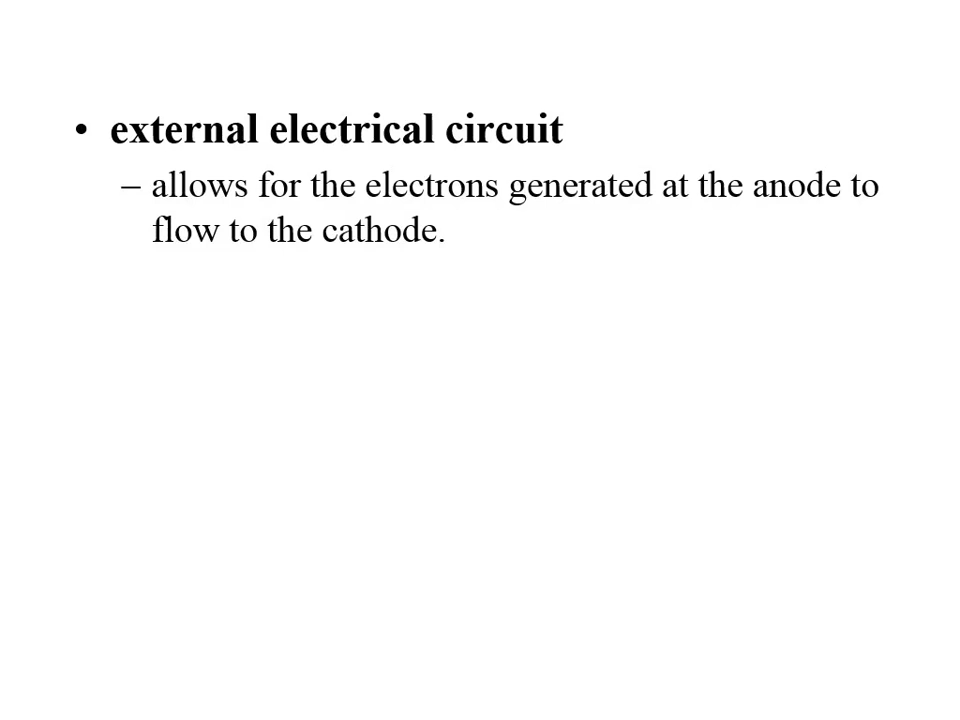 • external electrical circuit
– allows for the electrons generated at the anode to
flow to the cathode.